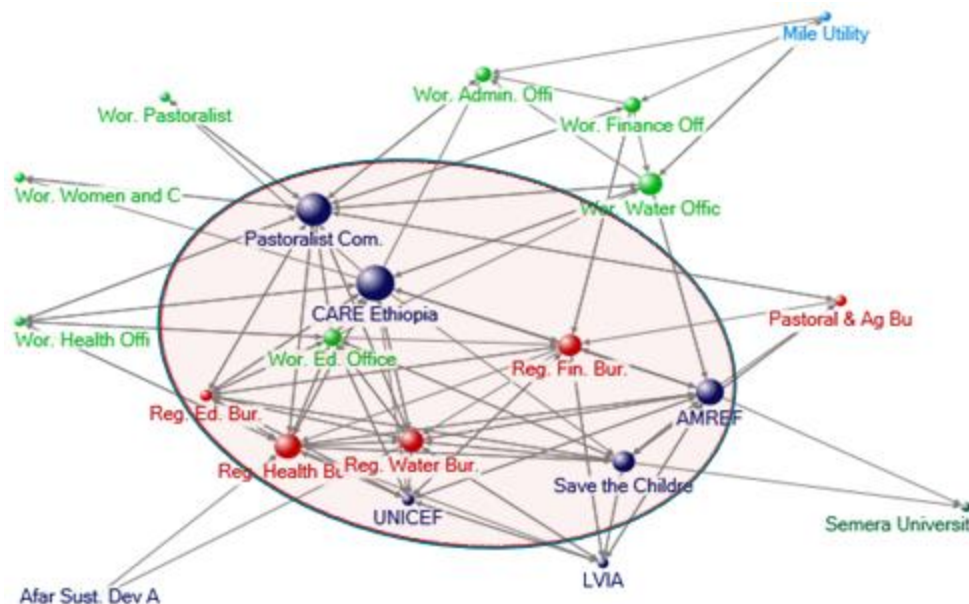 Mile Utility
Wor. Admin. Offi
Wor. Pastoralist
Wor. Finance Off
Wor. Women and C
Wor. Water Offic
Pastoralist Com.
CARE Ethiopia
Pastoral & Ag Bu
Wor. Health Offi
Wor. Ed. Office
Reg. Fin. Bur.
Reg. Ed. Bur.
AMREF
Reg. Health Bu
Reg. Water Bur.
Save the Childre
UNICEF
Semera Universit
LVIA
Afar Sust. Dev A